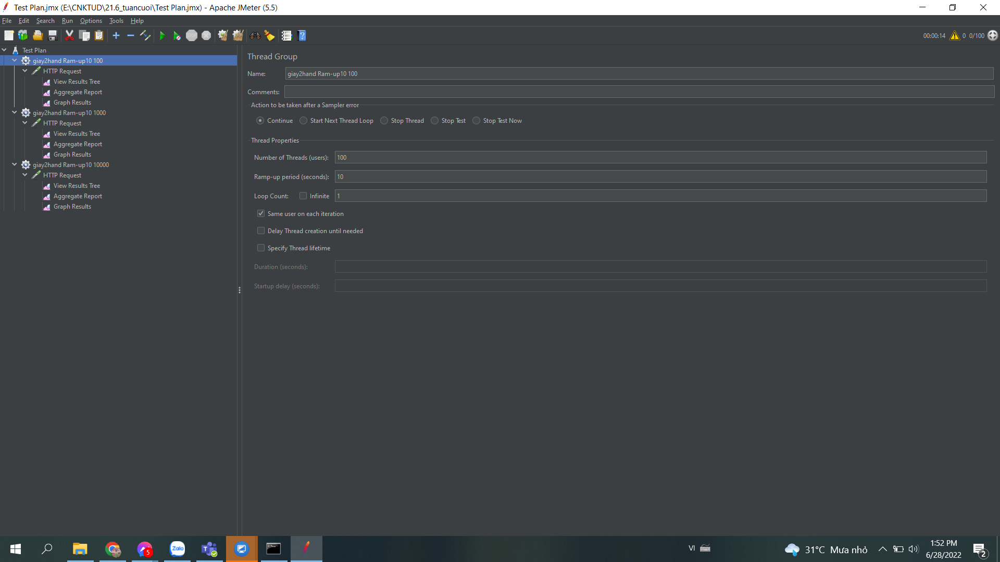 Test Plan.jmx (E:\CNKTUD\21.6_tuancuoi\Test Plan.jmx) - Apache JMeter (5.5)
File Edit Search Run Options Tools Help
00:00:14 0 0/100
Test Plan
giay2hand Ram-up10 100
HTTP Request
View Results Tree
Aggregate Report
Graph Results
giay2hand Ram-up10 1000
HTTP Request
View Results Tree
Aggregate Report
Graph Results
giay2hand Ram-up10 10000
HTTP Request
View Results Tree
Aggregate Report
Graph Results
Thread Group
Name: giay2hand Ram-up10 100
Comments:
Action to be taken after a Sampler error
Continue Start Next Thread Loop Stop Thread Stop Test Stop Test Now
Thread Properties
Number of Threads (users): 100
Ramp-up period (seconds): 10
Loop Count: Infinite 1
Same user on each iteration
Delay Thread creation until needed
Specify Thread lifetime
Duration (seconds):
Startup delay (seconds):
5
Zalo
VI
31°C Mưa nhỏ
1:52 PM
6/28/2022
2